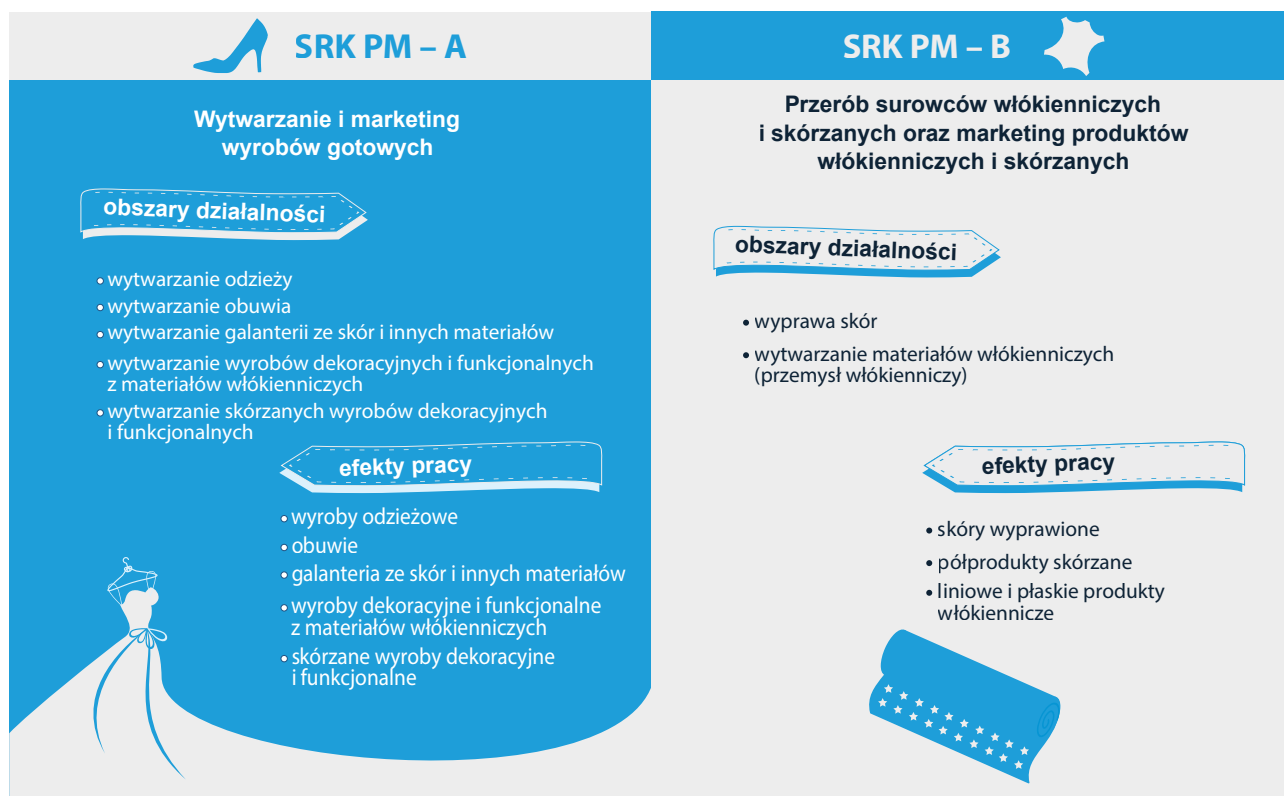 SRK PM – A
Wytwarzanie i marketing
wyrobów gotowych
obszary działalności
• wytwarzanie odzieży
• wytwarzanie obuwia
• wytwarzanie galanterii ze skór i innych materiałów
• wytwarzanie wyrobów dekoracyjnych i funkcjonalnych
z materiałów włókienniczych
• wytwarzanie skórzanych wyrobów dekoracyjnych
i funkcjonalnych
efekty pracy
• wyroby odzieżowe
• obuwie
• galanteria ze skór i innych materiałów
• wyroby dekoracyjne i funkcjonalne
z materiałów włókienniczych
• skórzane wyroby dekoracyjne
i funkcjonalne
SRK PM – B
Przerób surowców włókienniczych
i skórzanych oraz marketing produktów
włókienniczych i skórzanych
obszary działalności
• wyprawa skór
• wytwarzanie materiałów włókienniczych
(przemysł włókienniczy)
efekty pracy
• skóry wyprawione
• półprodukty skórzane
• liniowe i płaskie produkty
włókiennicze